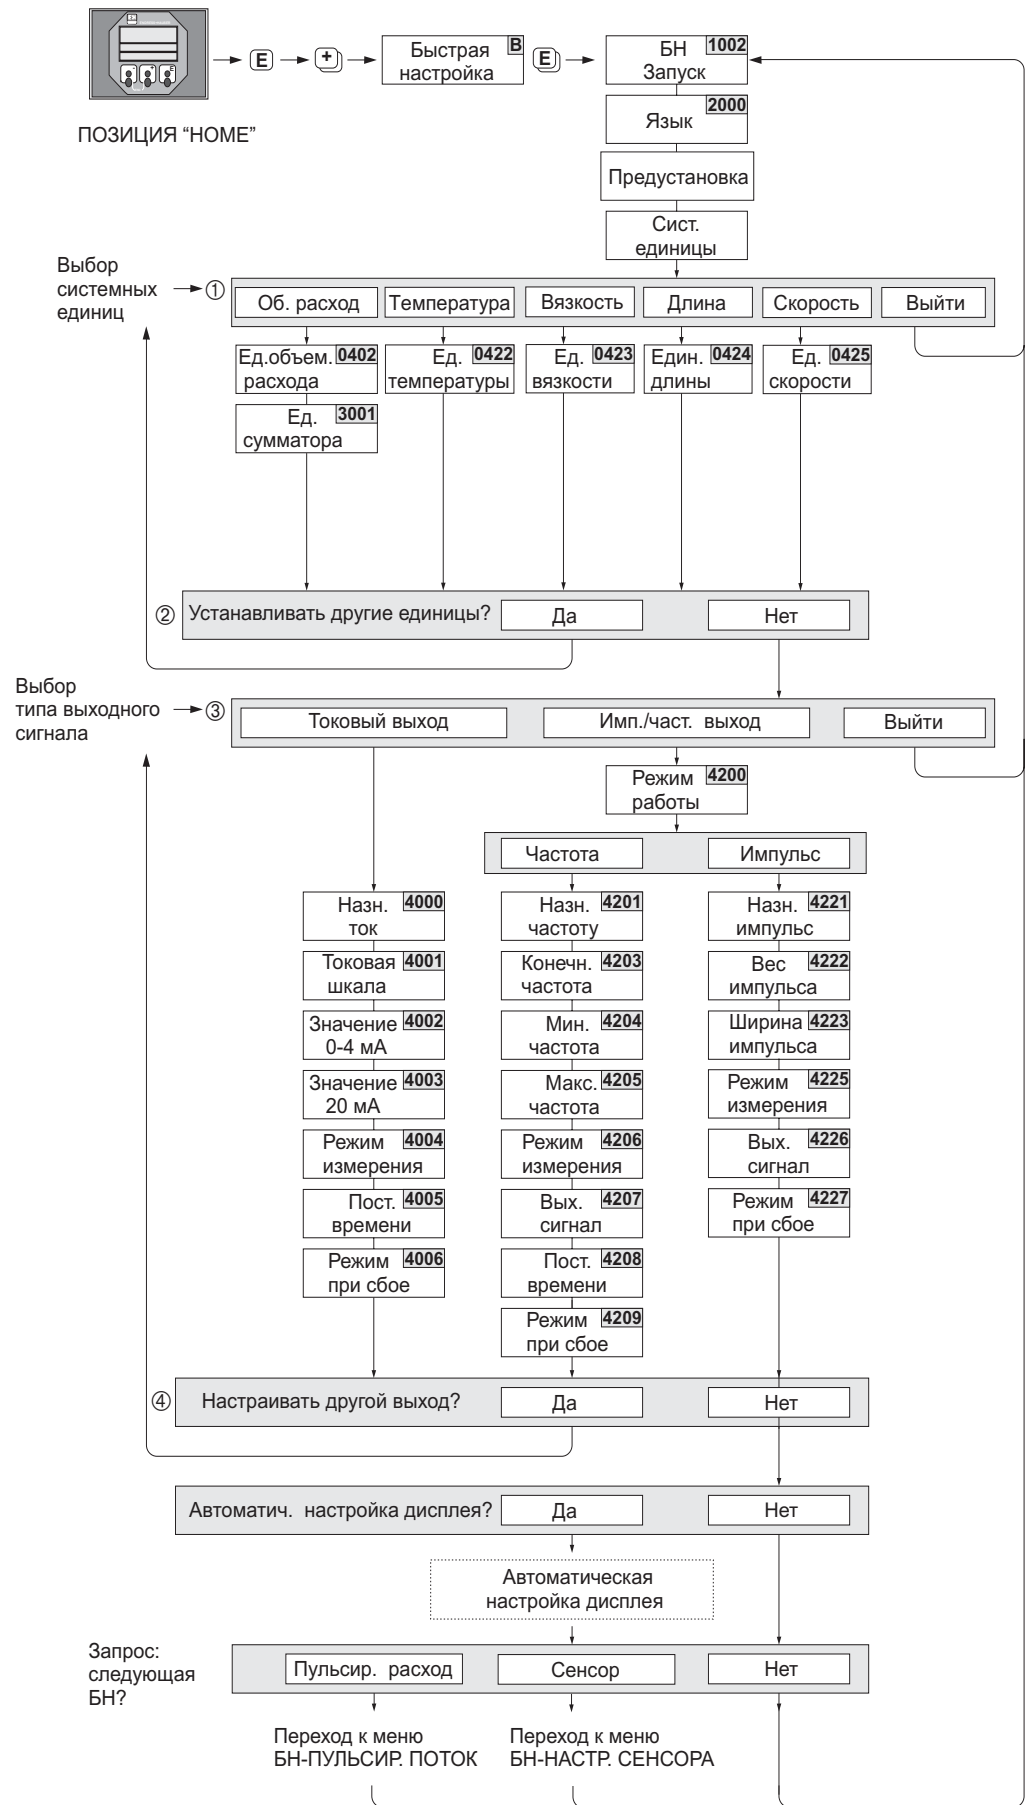 E
+
Быстрая B
настройка
E
БН 1002
Запуск
ПОЗИЦИЯ “HOME”
Язык 2000
Предустановка
Сист.
единицы
Выбор
системных
единиц
①
Об. расход Температура Вязкость Длина Скорость Выйти
Ед.объем. 0402
расхода
Ед. 0422
температуры
Ед. 0423
вязкости
Един. 0424
длины
Ед. 0425
скорости
Ед. 3001
сумматора
② Устанавливать другие единицы? Да Нет
Выбор
типа выходного
сигнала
③
Токовый выход Имп./част. выход Выйти
Режим 4200
работы
Частота Импульс
Назн. 4000
ток
Назн. 4201
частоту
Назн. 4221
импульс
Токовая 4001
шкала
Конечн. 4203
частота
Вес 4222
импульса
Значение 4002
0-4 мА
Мин. 4204
частота
Ширина 4223
импульса
Значение 4003
20 мА
Макс. 4205
частота
Режим 4225
измерения
Режим 4004
измерения
Режим 4206
измерения
Вых. 4226
сигнал
Пост. 4005
времени
Вых. 4207
сигнал
Режим 4227
при сбое
Режим 4006
при сбое
Пост. 4208
времени
Режим 4209
при сбое
④ Настраивать другой выход? Да Нет
Автоматич. настройка дисплея? Да Нет
Автоматическая
настройка дисплея
Запрос:
следующая
БН?
Пульсир. расход Сенсор Нет
Переход к меню
БН-ПУЛЬСИР. ПОТОК
Переход к меню
БН-НАСТР. СЕНСОРА